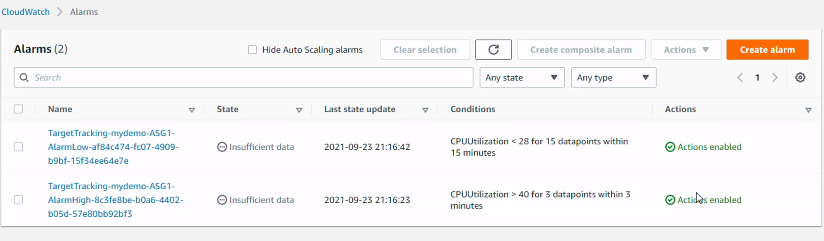 CloudWatch > Alarms
Alarms (2)
Hide Auto Scaling alarms
Clear selection
Create composite alarm
Actions
Create alarm
Search
Any state
Any type
1
Name State Last state update Conditions Actions
TargetTracking-mydemo-ASG1-
AlarmLow-af84c474-fc07-4909-
b9bf-15f34ee64e7e
Insufficient data
2021-09-23 21:16:42
CPUUtilization < 28 for 15 datapoints within
15 minutes
Actions enabled
TargetTracking-mydemo-ASG1-
AlarmHigh-8c3fe8be-b0a6-4402-
b05d-57e80bb92bf3
Insufficient data
2021-09-23 21:16:23
CPUUtilization > 40 for 3 datapoints within 3
minutes
Actions enabled